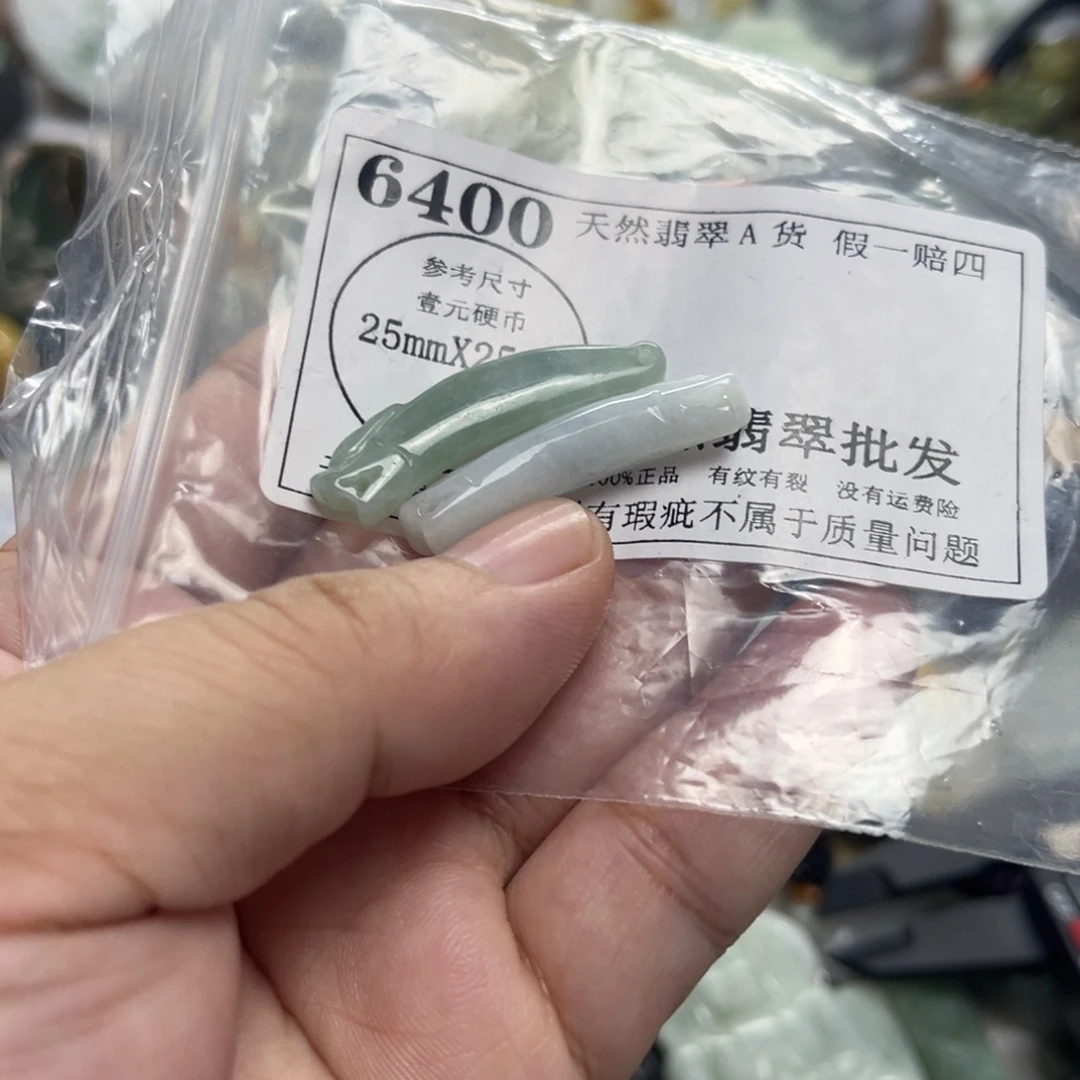 6400 天然翡翠A货 假一赔四
参考尺寸
壹元硬币
25mmX25
翡翠批发
00%正品 有纹有裂 没有运费险
有瑕疵不属于质量问题